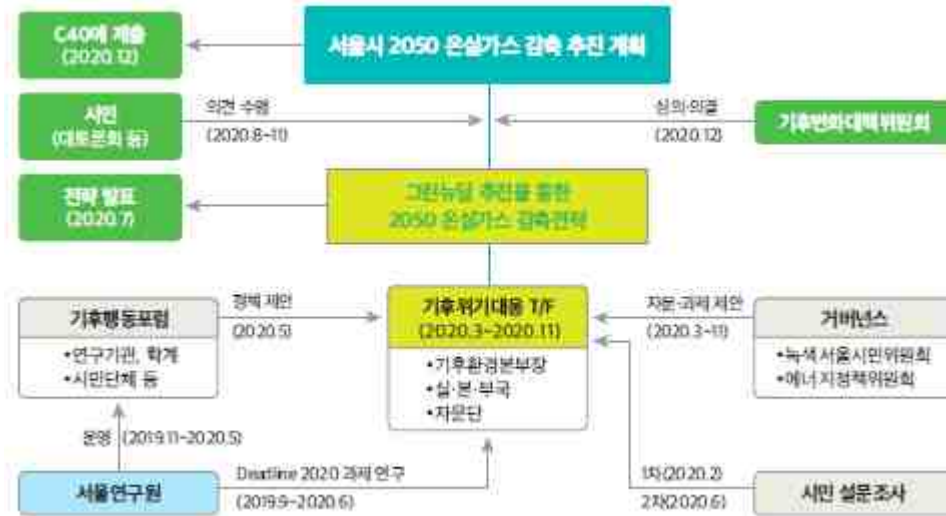 C40에 제출
(2020.12)
서울시 2050 온실가스 감축 추진 계획
시민
(대토론회 등)
의견 수렴
(2020.8~11)
심의·의결
(2020.12)
기후변화대책위원회
전략 발표
(2020.7)
그린뉴딜 추진을 통한
2050 온실가스 감축전략
기후행동포럼
•연구기관, 학계
•시민단체 등
정책 제안
(2020.5)
기후위기대응 T/F
(2020.3~2020.11)
•기후환경본부장
•실·본·부국
•자문단
자문·과제 제안
(2020.3~11)
거버넌스
•녹색서울시민위원회
•에너지정책위원회
운영 (2019.11~2020.5)
서울연구원
Deadline 2020 과제 연구
(2019.9~2020.6)
1차(2020.2)
2차(2020.6)
시민 설문조사